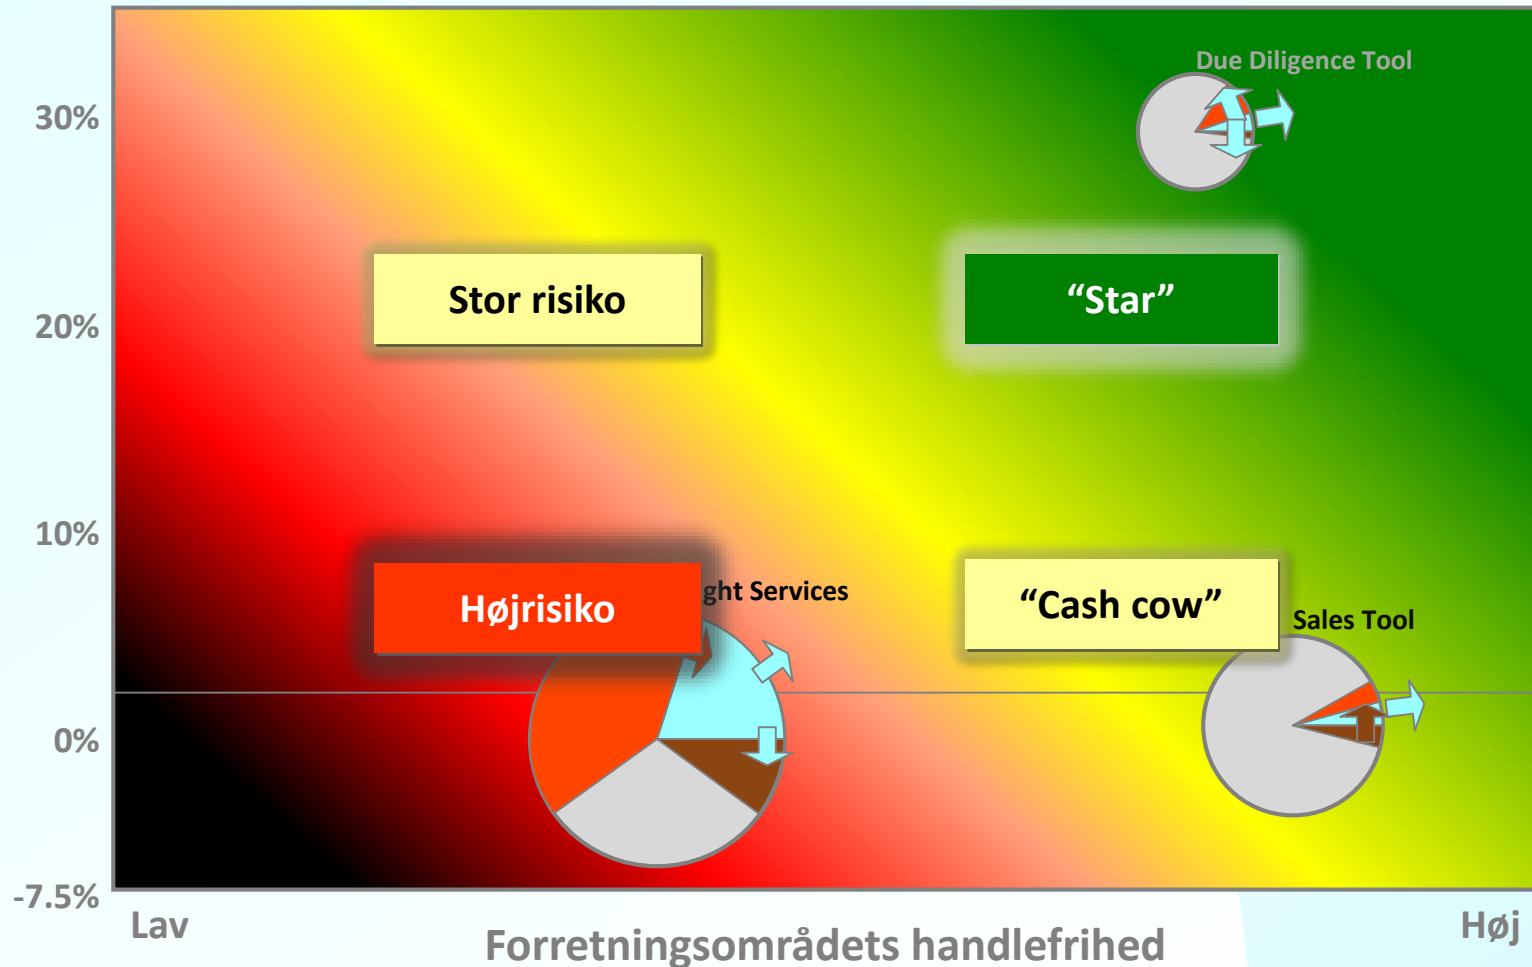 Due Diligence Tool
30%
Stor risiko
“Star”
20%
10%
Højrisiko
ght Services
“Cash cow”
Sales Tool
0%
-7.5%
Lav
Høj
Forretningsområdets handlefrihed